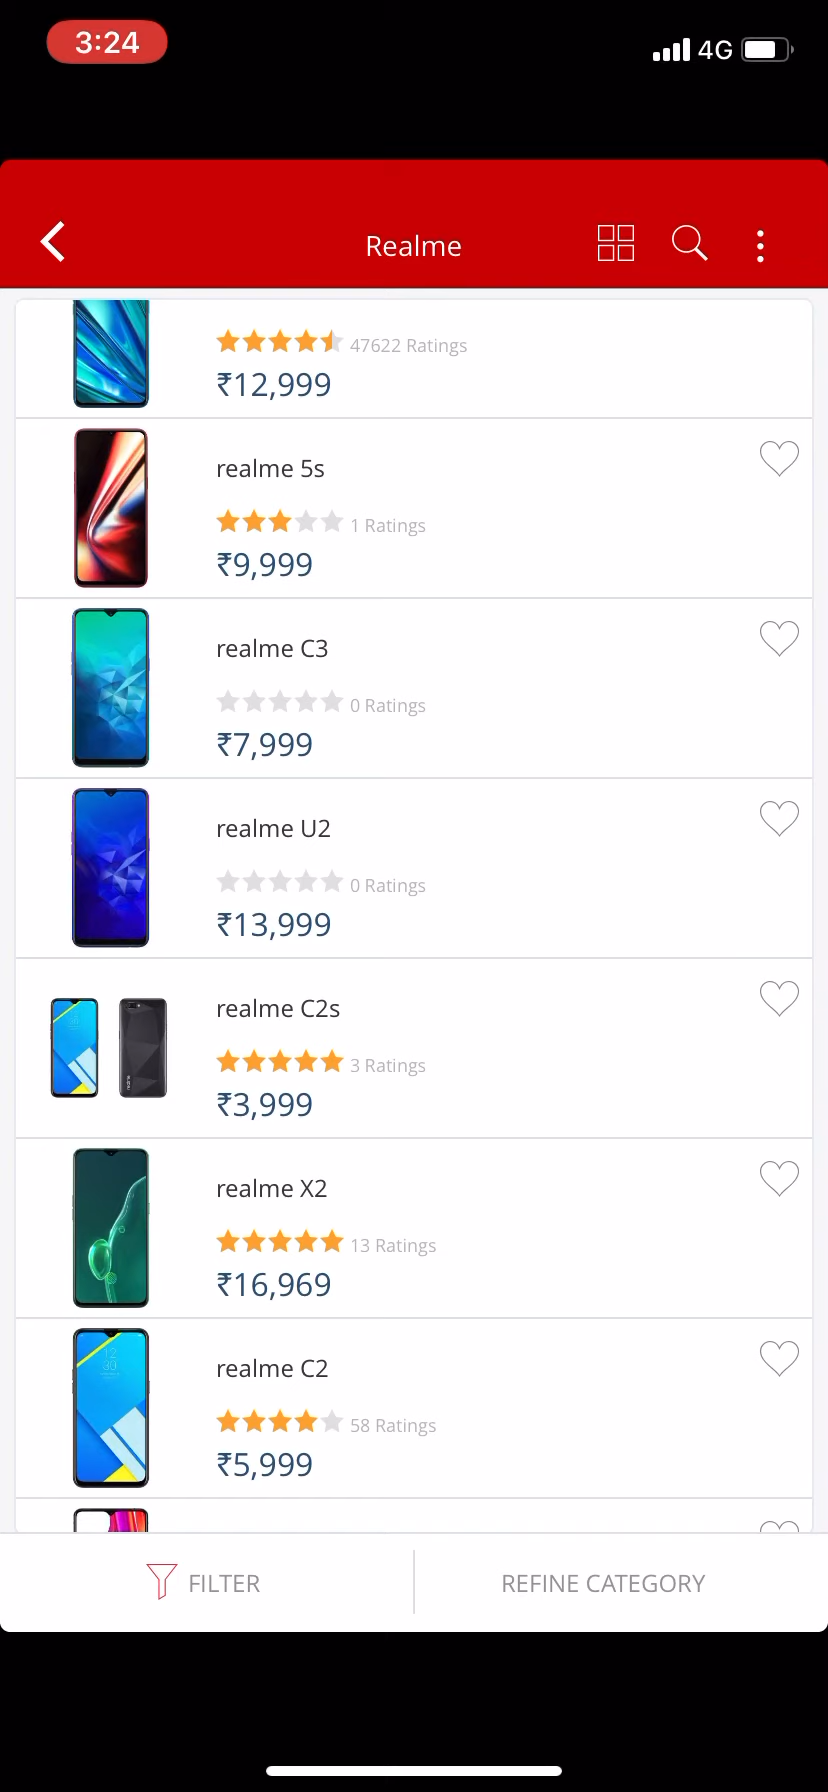 3:24
4G
Realme
47622 Ratings
₹12,999
realme 5s
1 Ratings
₹9,999
realme C3
0 Ratings
₹7,999
realme U2
0 Ratings
₹13,999
realme C2s
3 Ratings
₹3,999
realme X2
13 Ratings
₹16,969
realme C2
58 Ratings
₹5,999
FILTER
REFINE CATEGORY